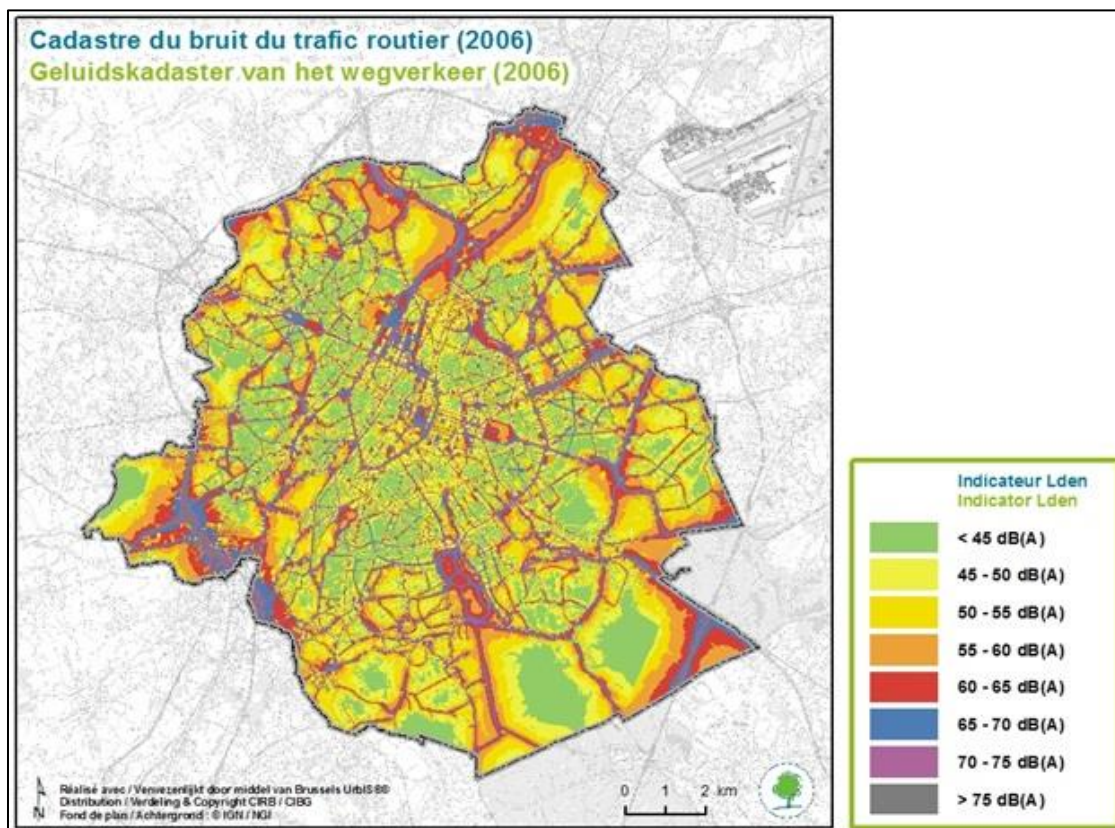 Cadastre du bruit du trafic routier (2006)
Geluidskadaster van het wegverkeer (2006)
Indicateur Lden
Indicator Lden
< 45 dB(A)
45 - 50 dB(A)
50 - 55 dB(A)
55 - 60 dB(A)
60 - 65 dB(A)
65 - 70 dB(A)
70 - 75 dB(A)
> 75 dB(A)
N
Réalisé avec / Verwezenlijkt door middel van Brussels UrbIS®©
Distribution / Verdeling & Copyright CIRB / CIBG
Fond de plan / Achtergrond : © IGN / NGI
0 1 2 km